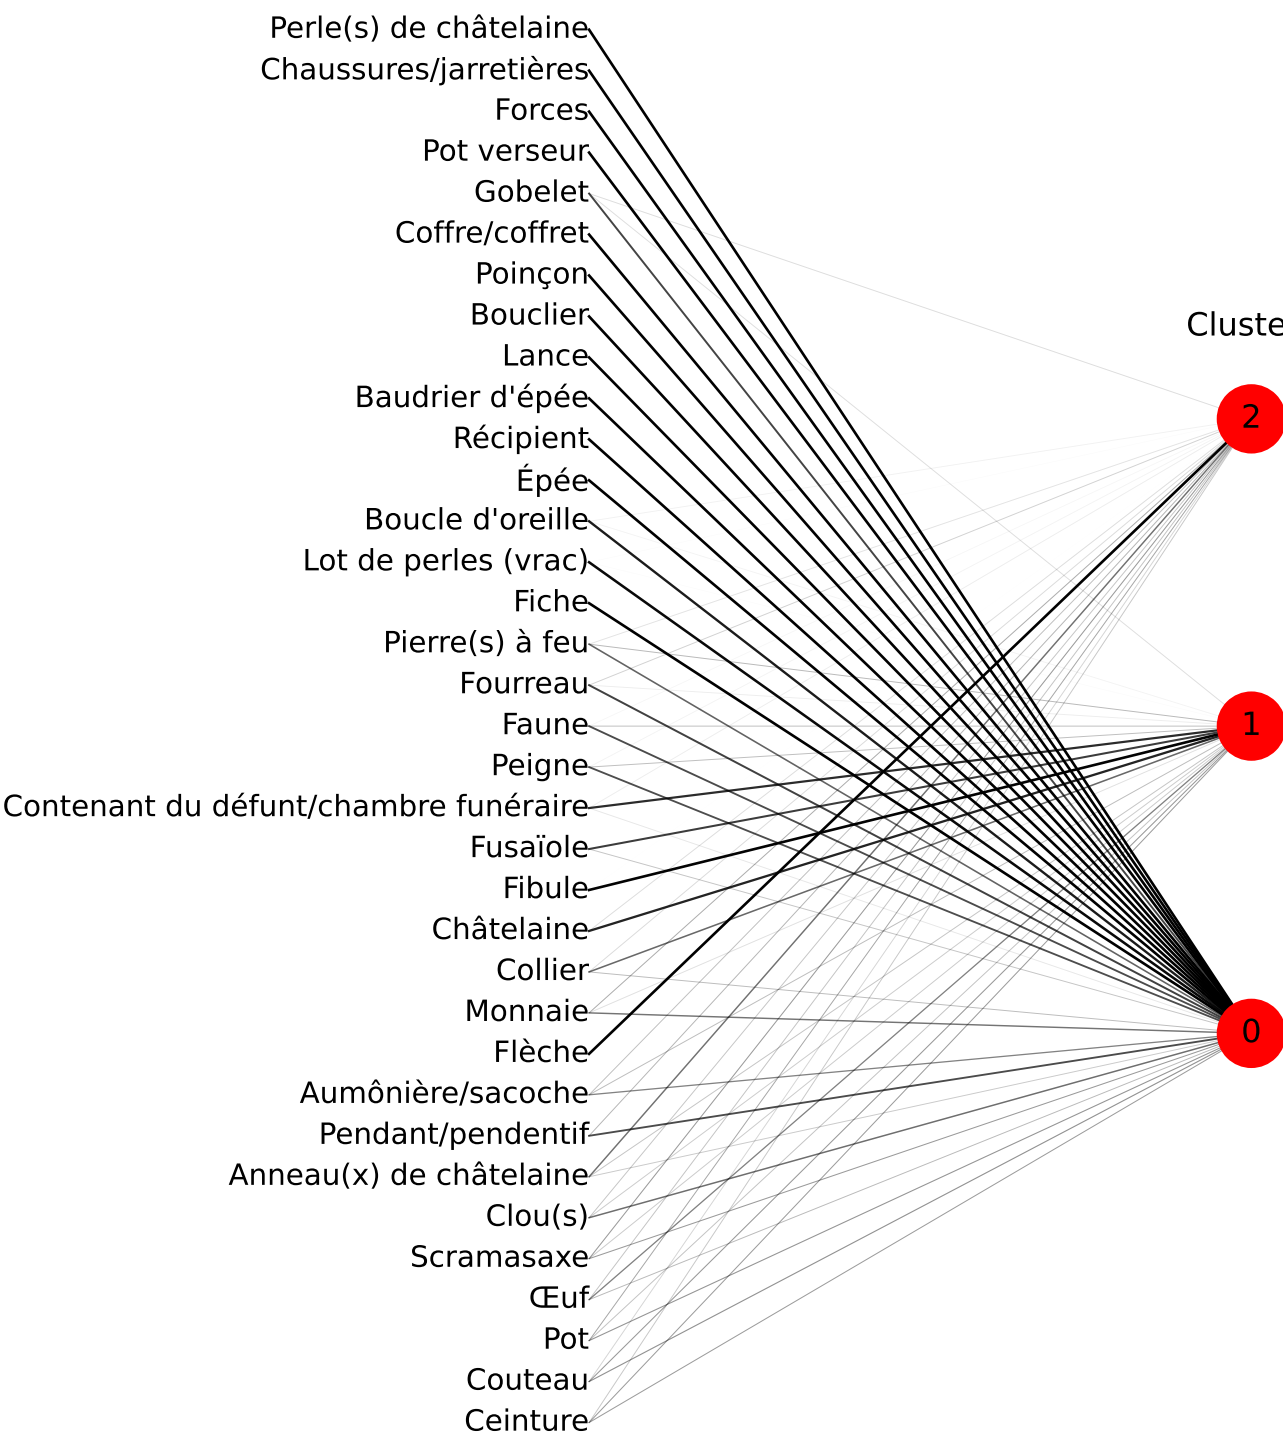 Perle(s) de châtelaine
Chaussures/jarretières
Forces
Pot verseur
Gobelet
Coffre/coffret
Poinçon
Bouclier
Lance
Baudrier d'épée
Récipient
Épée
Boucle d'oreille
Lot de perles (vrac)
Fiche
Pierre(s) à feu
Fourreau
Faune
Peigne
Contenant du défunt/chambre funéraire
Fusaïole
Fibule
Châtelaine
Collier
Monnaie
Flèche
Aumônière/sacoche
Pendant/pendentif
Anneau(x) de châtelaine
Clou(s)
Scramasaxe
Œuf
Pot
Couteau
Ceinture
Cluste
2
1
0